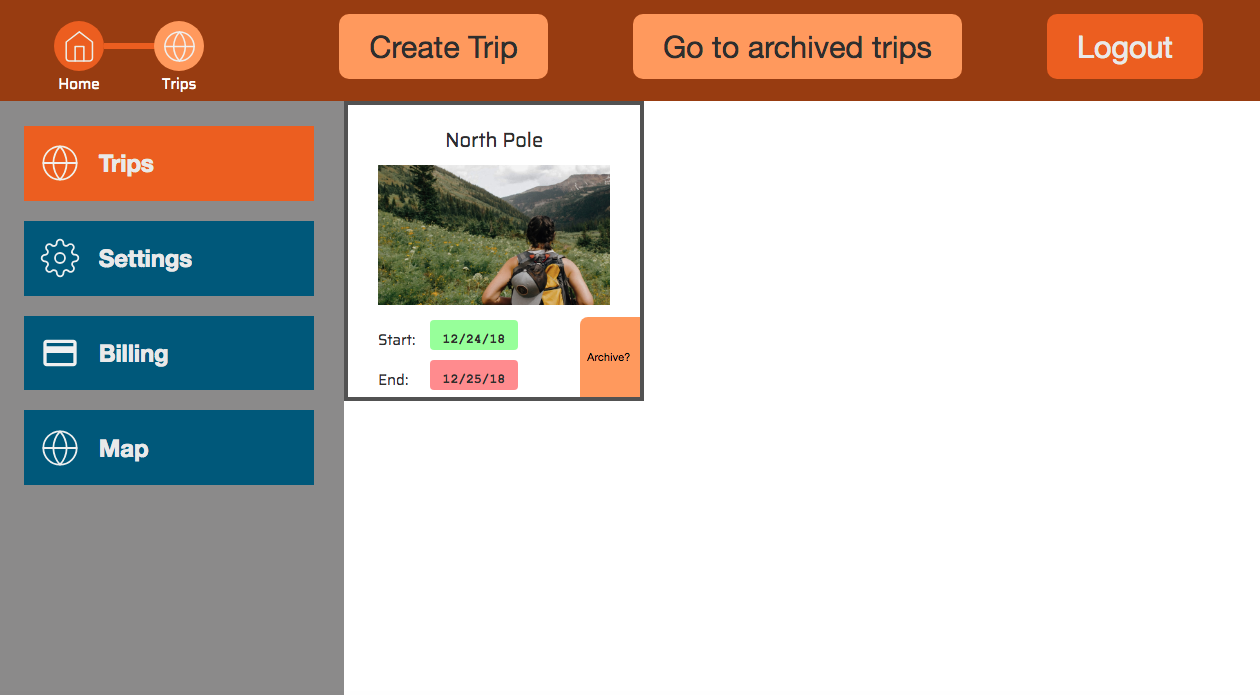 Create Trip
Go to archived trips
Logout
Home
Trips
Trips
Settings
Billing
Map
North Pole
Start: 12/24/18
Archive?
End: 12/25/18